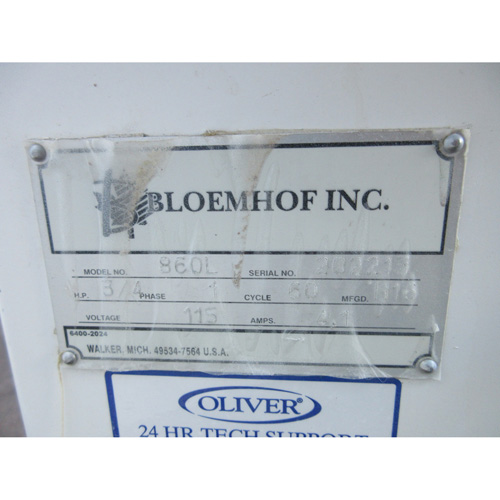 BLOEMHOF INC.
MODEL NO. 860L SERIAL NO.
H.P. 3/4 PHASE 1 CYCLE 60 MFGD.
VOLTAGE 115 AMPS.
6400-2024
WALKER, MICH. 49534-7564 U.S.A.
OLIVER®
24 HR TECH SUPPORT